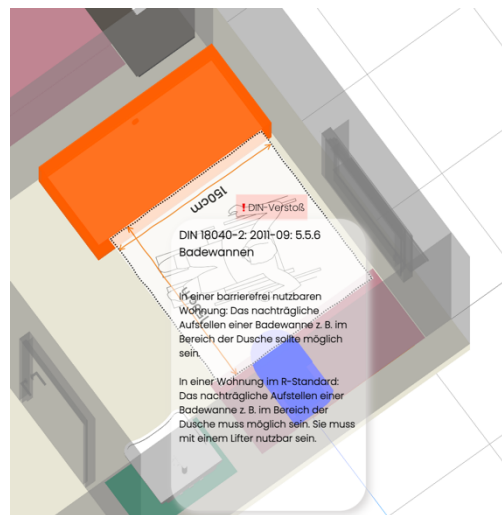 150cm
! DIN-Verstoß
DIN 18040-2: 2011-09: 5.5.6
Badewannen
150cm
In einer barrierefrei nutzbaren
Wohnung: Das nachträgliche
Aufstellen einer Badewanne z. B. im
Bereich der Dusche sollte möglich
sein.
In einer Wohnung im R-Standard:
Das nachträgliche Aufstellen einer
Badewanne z. B. im Bereich der
Dusche muss möglich sein. Sie muss
mit einem Lifter nutzbar sein.